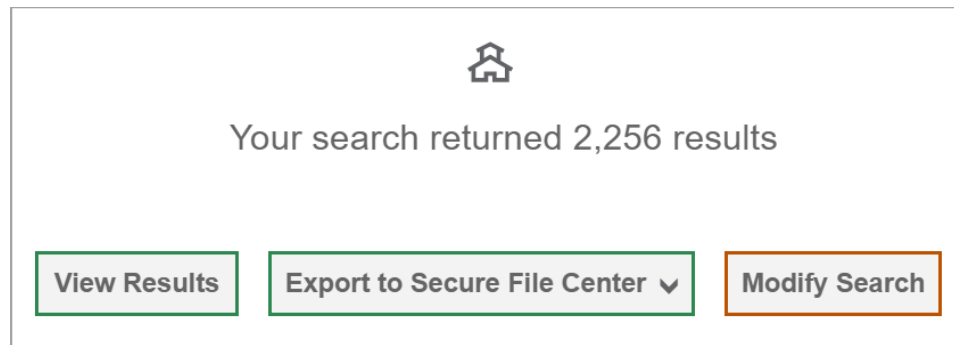 Your search returned 2,256 results
View Results
Export to Secure File Center
Modify Search